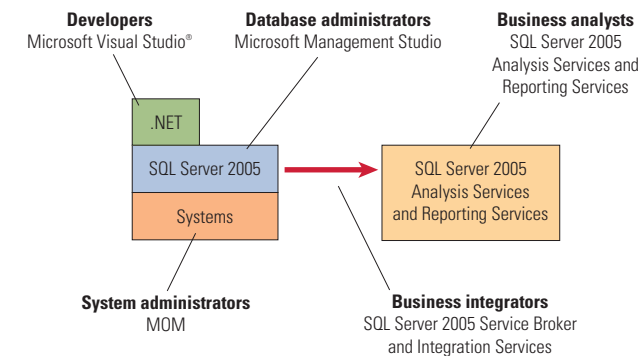 Developers
Microsoft Visual Studio®
Database administrators
Microsoft Management Studio
Business analysts
SQL Server 2005
Analysis Services and
Reporting Services
.NET
SQL Server 2005
Systems
SQL Server 2005
Analysis Services
and Reporting Services
System administrators
MOM
Business integrators
SQL Server 2005 Service Broker
and Integration Services